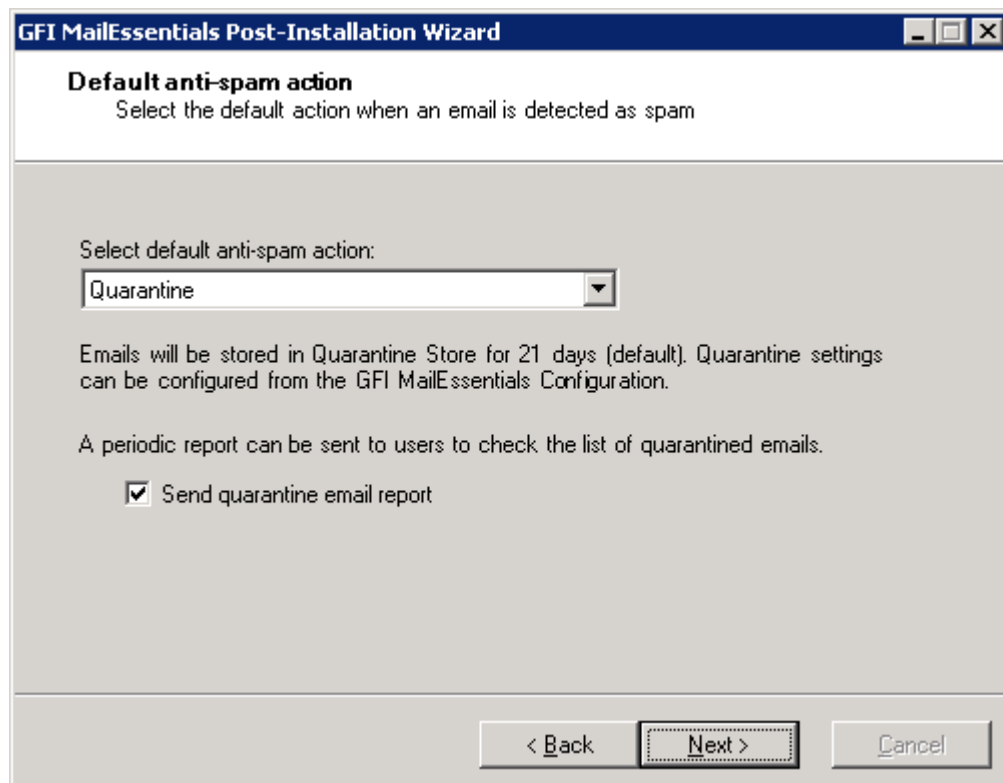 GFI MailEssentials Post-Installation Wizard
Default anti-spam action
Select the default action when an email is detected as spam
Select default anti-spam action:
Quarantine
Emails will be stored in Quarantine Store for 21 days (default). Quarantine settings
can be configured from the GFI MailEssentials Configuration.
A periodic report can be sent to users to check the list of quarantined emails.
Send quarantine email report
< Back
Next >
Cancel